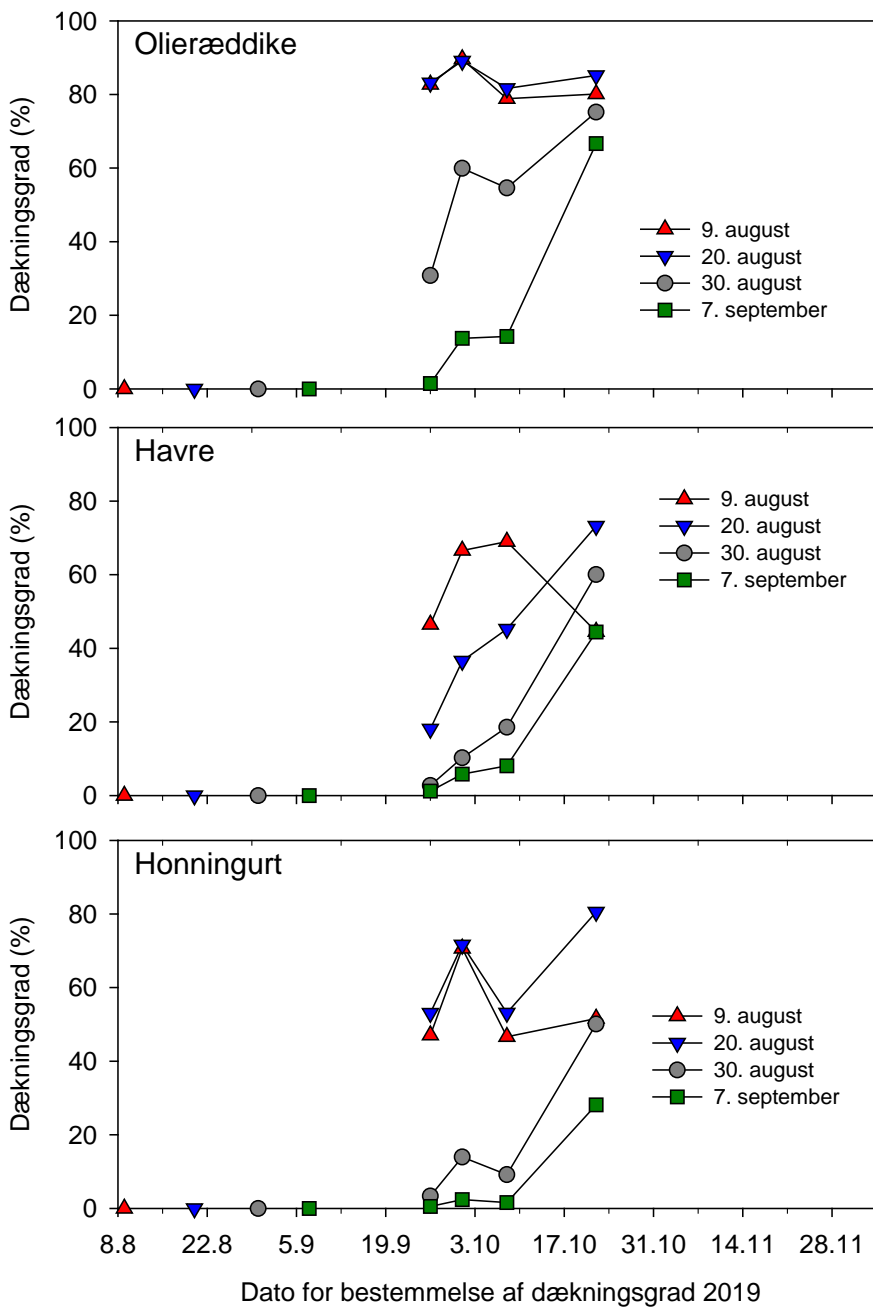 Olieræddike
Dækningsgrad (%)
100
80
60
40
20
0
9. august
20. august
30. august
7. september
Havre
Dækningsgrad (%)
100
80
60
40
20
0
9. august
20. august
30. august
7. september
Honningurt
Dækningsgrad (%)
100
80
60
40
20
0
9. august
20. august
30. august
7. september
8.8 22.8 5.9 19.9 3.10 17.10 31.10 14.11 28.11
Dato for bestemmelse af dækningsgrad 2019